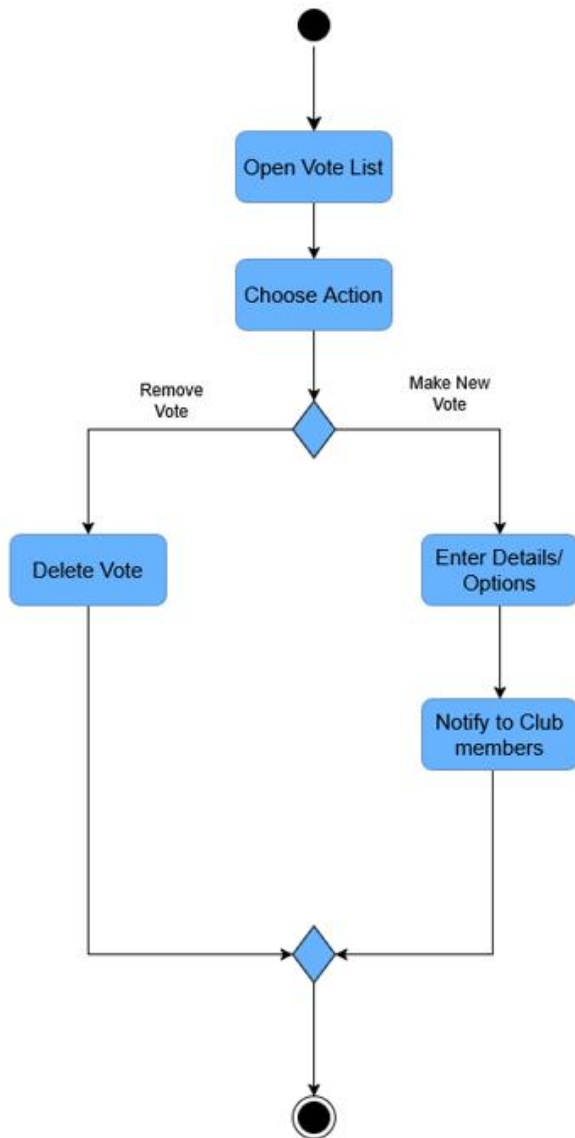 Open Vote List
Choose Action
Remove
Vote
Make New
Vote
Delete Vote
Enter Details/
Options
Notify to Club
members